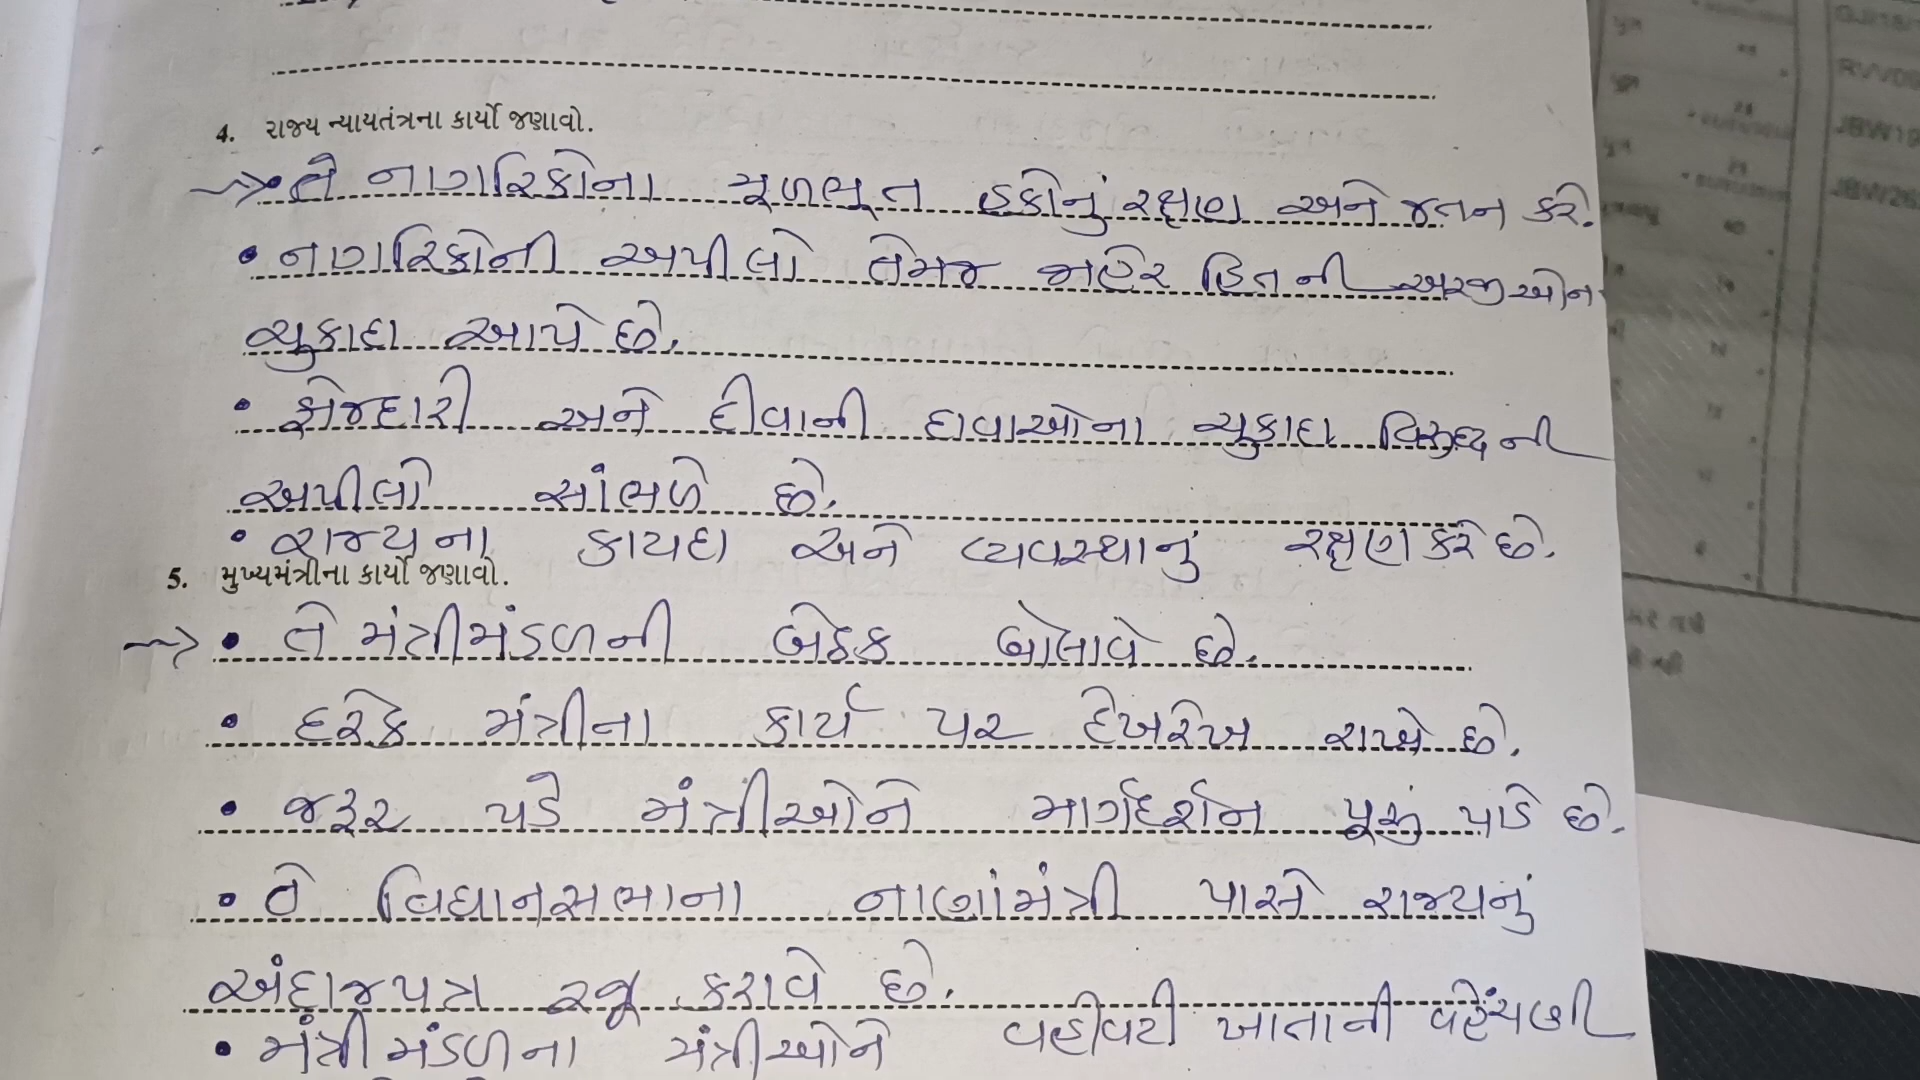 4. રાજ્ય ન્યાયતંત્રના કાર્યો જણાવો.
→ • તે નાગરિકોના મૂળભૂત હકોનું રક્ષણ અને જતન કરે.
• નાગરિકોની અપીલો તેમજ જાહેર હિતની અરજીઓન
ચુકાદા આપે છે.
• ફોજદારી અને દીવાની દાવાઓના ચુકાદા વિરુદ્ધની
અપીલો સાંભળે છે.
• રાજ્યના કાયદા અને વ્યવસ્થાનું રક્ષણ કરે છે.
5. મુખ્યમંત્રીના કાર્યો જણાવો.
→ • તે મંત્રીમંડળની બેઠક બોલાવે છે.
• દરેક મંત્રીના કાર્ય પર દેખરેખ રાખે છે.
• જરૂર પડે મંત્રીઓને માર્ગદર્શન પૂરું પાડે છે.
• તે વિધાનસભાના નાણાંમંત્રી પાસે રાજ્યનું
અંદાજપત્ર રજૂ કરાવે છે.
• મંત્રીમંડળના મંત્રીઓને વહીવટી ખાતાની વહેંચણી